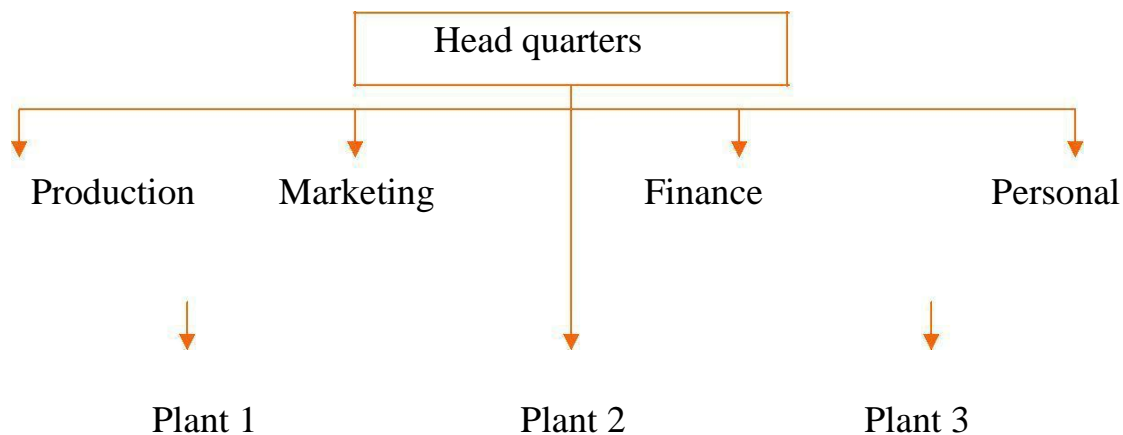 Head quarters
Production Marketing Finance Personal
Plant 1 Plant 2 Plant 3